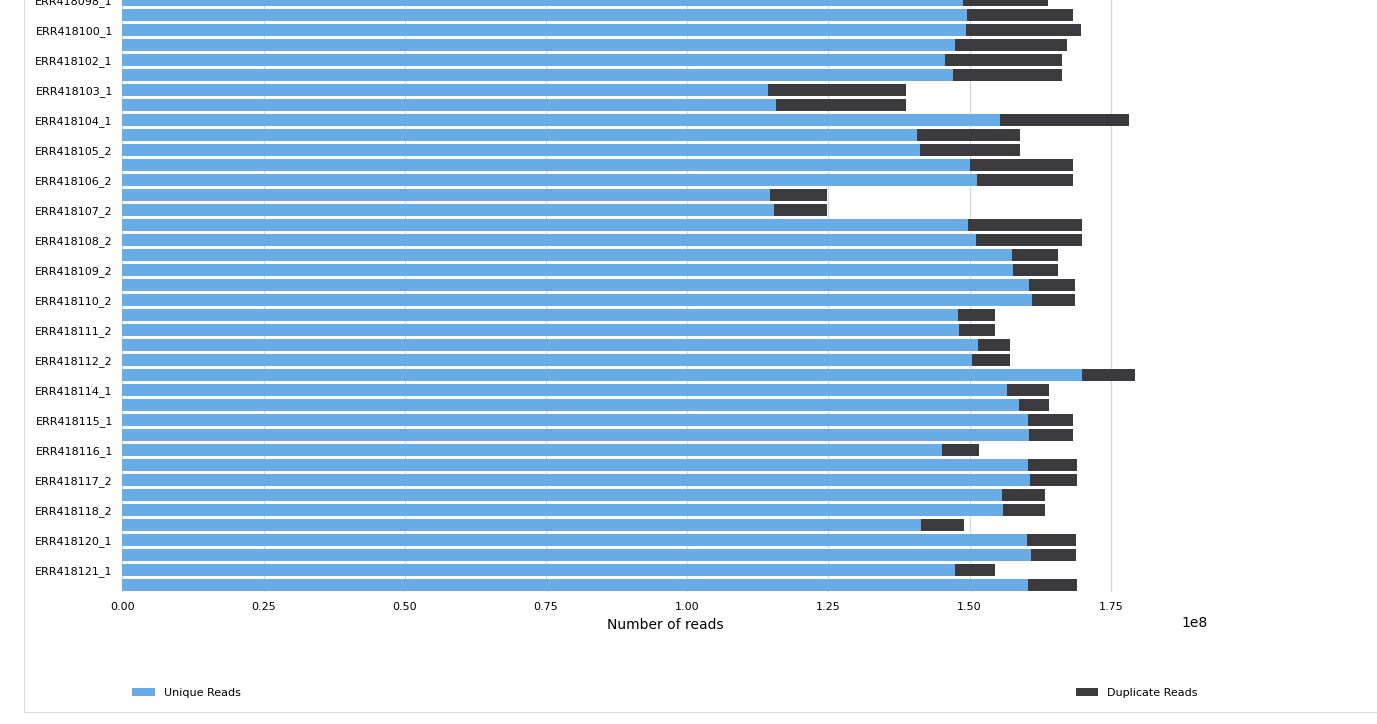 ERR418098_1
ERR418100_1
ERR418102_1
ERR418103_1
ERR418104_1
ERR418105_2
ERR418106_2
ERR418107_2
ERR418108_2
ERR418109_2
ERR418110_2
ERR418111_2
ERR418112_2
ERR418114_1
ERR418115_1
ERR418116_1
ERR418117_2
ERR418118_2
ERR418120_1
ERR418121_1
0.00 0.25 0.50 0.75 1.00 1.25 1.50 1.75
Number of reads
1e8
Unique Reads Duplicate Reads